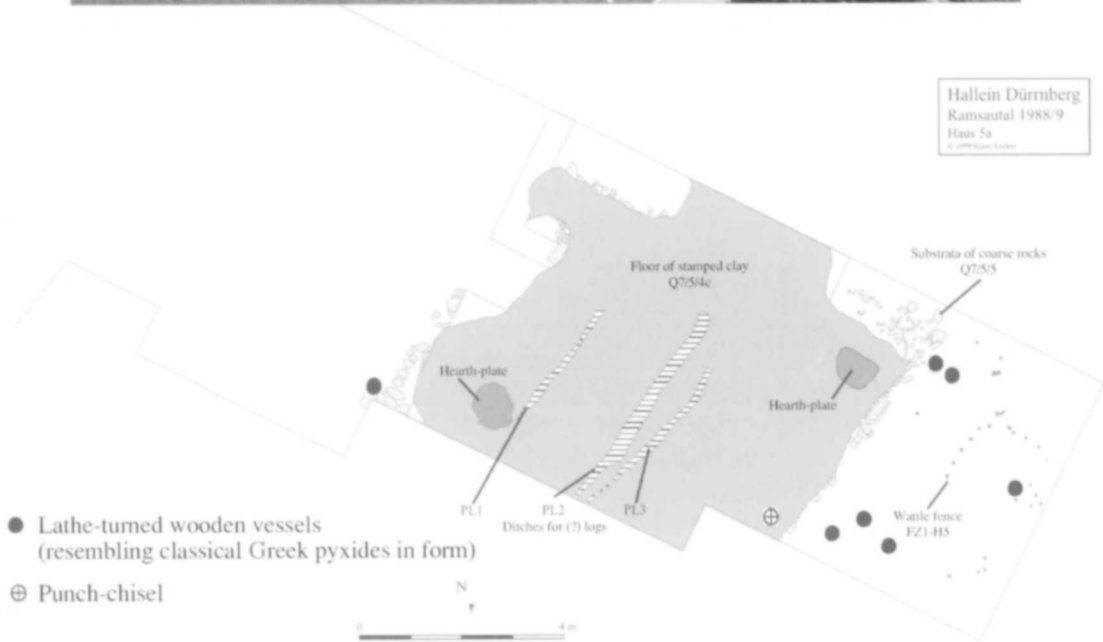 Hallein Dürrnberg
Ramsautal 1988/9
Haus 5a
Substrata of coarse rocks
Q7/5/5
Floor of stamped clay
Q7/5/4c
Hearth-plate
Hearth-plate
PL1
PL2
PL3
Ditches for (?) logs
Wattle fence
FZ1-H5
Lathe-turned wooden vessels
(resembling classical Greek pyxides in form)
Punch-chisel
N
0
4 m